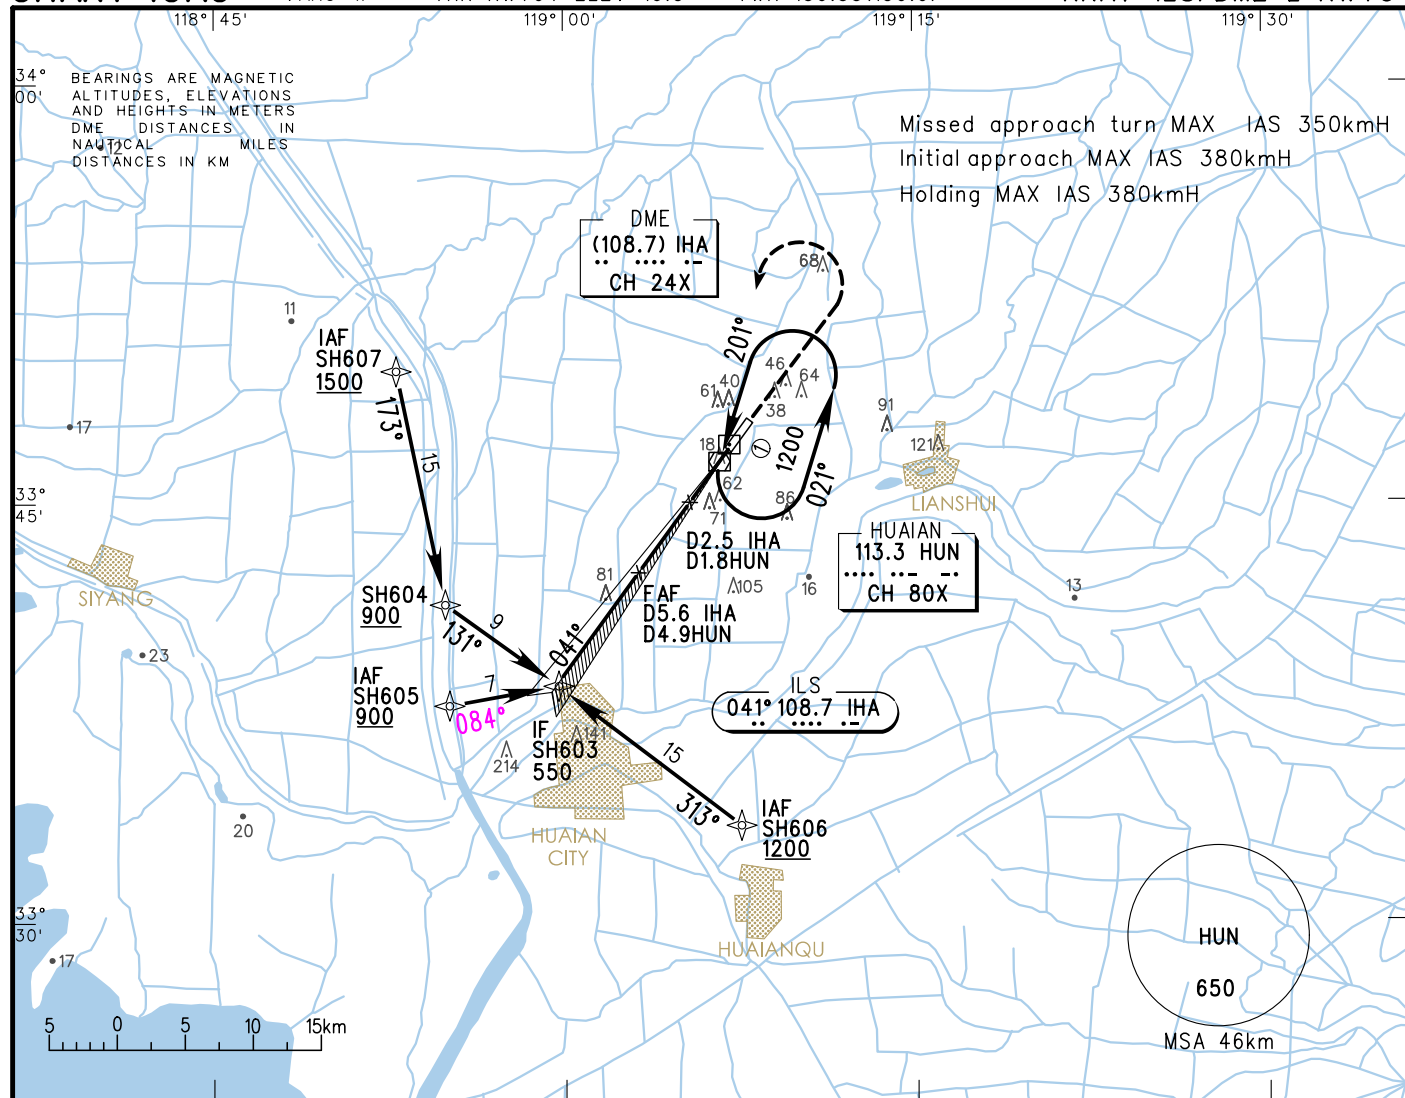 118° 45'
119° 00'
119° 15'
119° 30'
34°
00'
BEARINGS ARE MAGNETIC
ALTITUDES, ELEVATIONS
AND HEIGHTS IN METERS
DME DISTANCES IN
NAUTICAL MILES
DISTANCES IN KM
12
Missed approach turn MAX IAS 350kmH
Initial approach MAX IAS 380kmH
Holding MAX IAS 380kmH
DME
(108.7) IHA
CH 24X
68
11
IAF
SH607
1500
173°
15
201°
46
64
40
61
38
91
121
17
18
1
1200
021°
62
71
86
33°
45'
LIANSHUI
D2.5 IHA
D1.8HUN
HUAIAN
113.3 HUN
CH 80X
SIYANG
SH604
900
9
131°
81
105
16
13
FAF
D5.6 IHA
D4.9HUN
041°
23
IAF
SH605
900
7
084°
ILS
041° 108.7 IHA
IF
SH603
550
141
214
15
313°
IAF
SH606
1200
20
HUAIAN
CITY
33°
30'
HUAIANQU
17
HUN
650
MSA 46km
5 0 5 10 15km